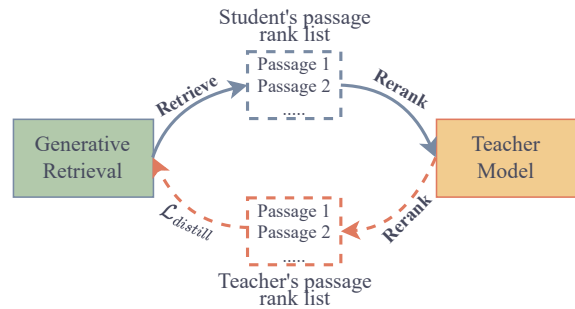 Student's passage
rank list
Passage 1
Passage 2
.....
Retrieve
Rerank
Generative
Retrieval
Teacher
Model
Passage 1
Passage 2
.....
ℒ_distill
Rerank
Teacher's passage
rank list